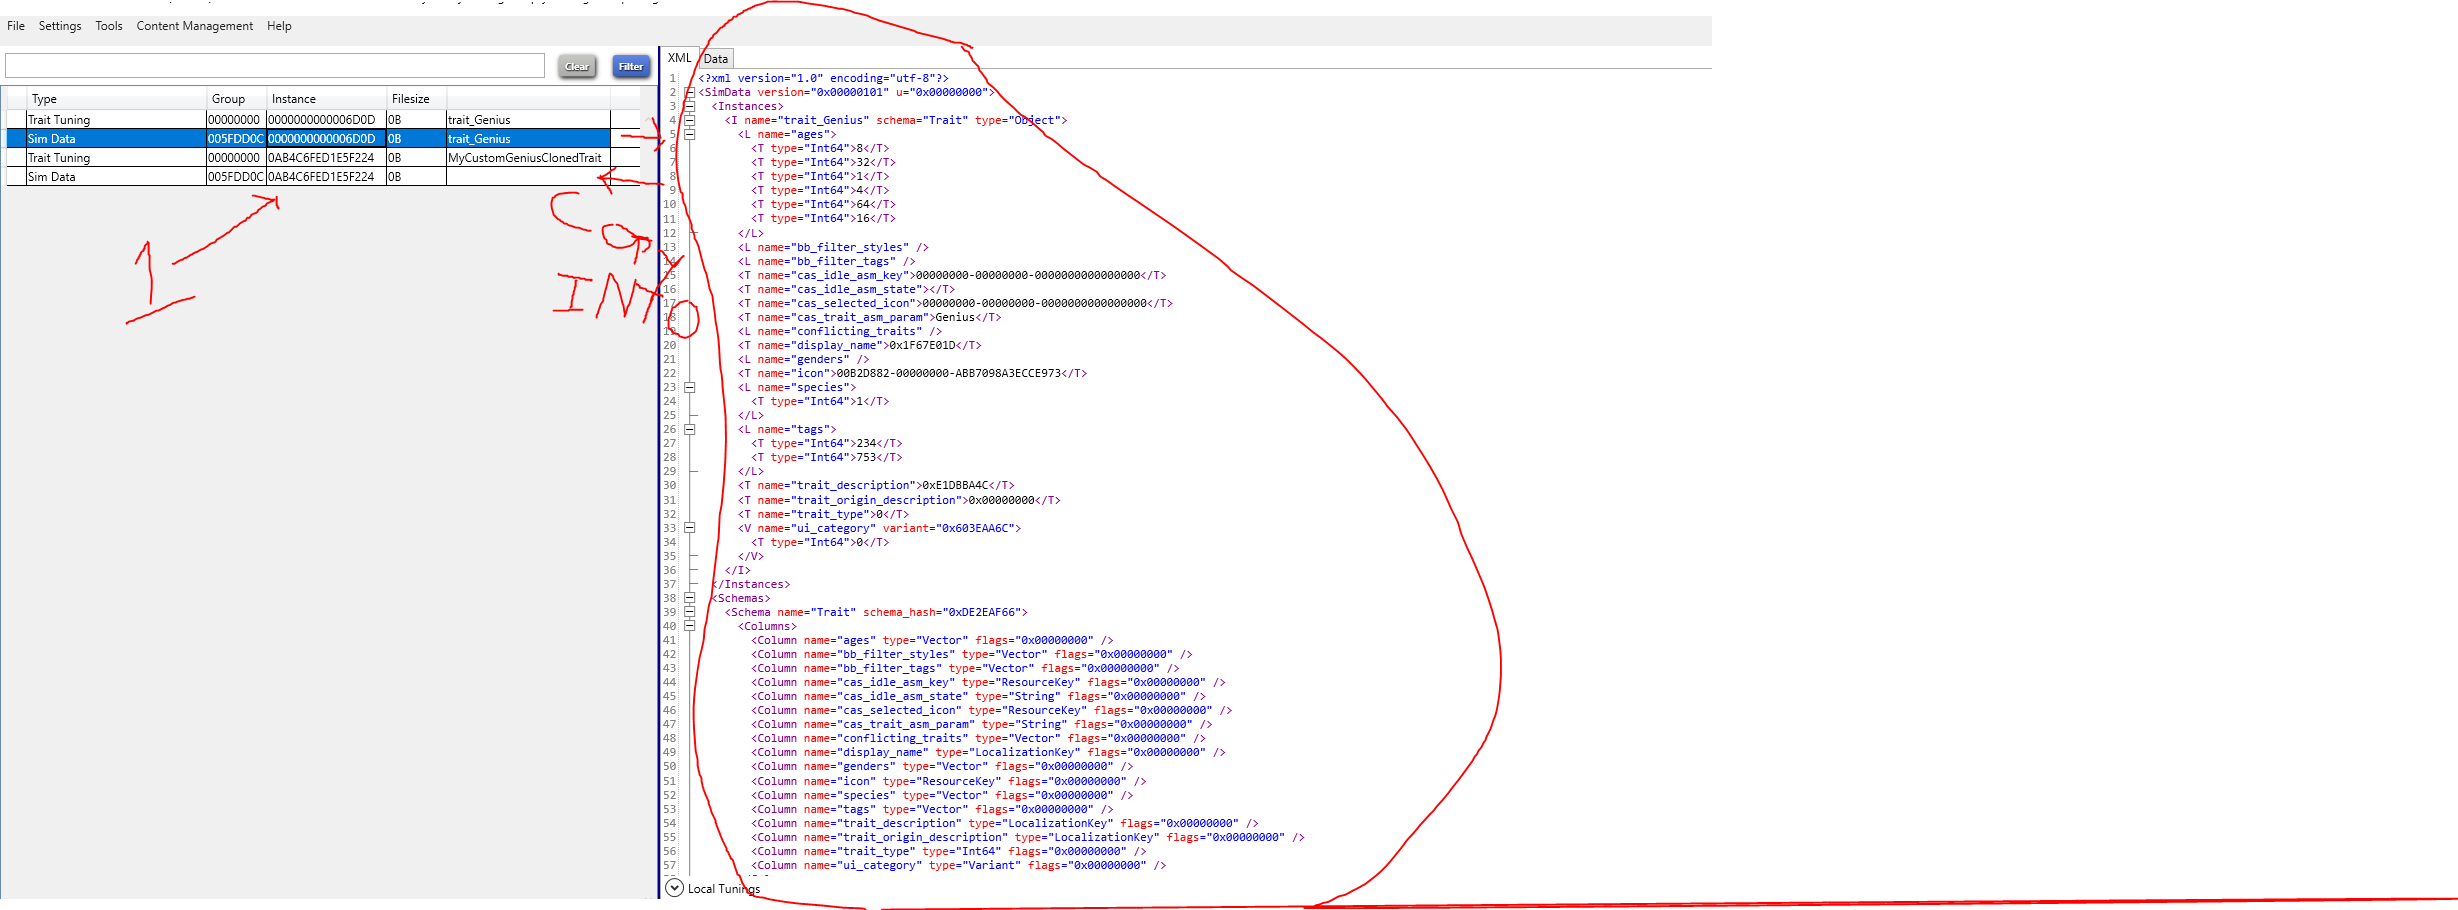 File Settings Tools Content Management Help
Clear Filter
XML Data
Type Group Instance Filesize
Trait Tuning 00000000 0000000000006D0D 0B trait_Genius
Sim Data 005FDD0C 0000000000006D0D 0B trait_Genius
Trait Tuning 00000000 0AB4C6FED1E5F224 0B MyCustomGeniusClonedTrait
Sim Data 005FDD0C 0AB4C6FED1E5F224 0B
1
COPY
INTO
1 <?xml version="1.0" encoding="utf-8"?>
2 <SimData version="0x00000101" u="0x00000000">
3 <Instances>
4 <I name="trait_Genius" schema="Trait" type="Object">
5 <L name="ages">
6 <T type="Int64">8</T>
7 <T type="Int64">32</T>
8 <T type="Int64">1</T>
9 <T type="Int64">4</T>
10 <T type="Int64">64</T>
11 <T type="Int64">16</T>
12 </L>
13 <L name="bb_filter_styles" />
14 <L name="bb_filter_tags" />
15 <T name="cas_idle_asm_key">00000000-00000000-0000000000000000</T>
16 <T name="cas_idle_asm_state"></T>
17 <T name="cas_selected_icon">00000000-00000000-0000000000000000</T>
18 <T name="cas_trait_asm_param">Genius</T>
19 <L name="conflicting_traits" />
20 <T name="display_name">0x1F67E01D</T>
21 <L name="genders" />
22 <T name="icon">00B2D882-00000000-ABB7098A3ECCE973</T>
23 <L name="species">
24 <T type="Int64">1</T>
25 </L>
26 <L name="tags">
27 <T type="Int64">234</T>
28 <T type="Int64">753</T>
29 </L>
30 <T name="trait_description">0xE1DBBA4C</T>
31 <T name="trait_origin_description">0x00000000</T>
32 <T name="trait_type">0</T>
33 <V name="ui_category" variant="0x603EAA6C">
34 <T type="Int64">0</T>
35 </V>
36 </I>
37 </Instances>
38 <Schemas>
39 <Schema name="Trait" schema_hash="0xDE2EAF66">
40 <Columns>
41 <Column name="ages" type="Vector" flags="0x00000000" />
42 <Column name="bb_filter_styles" type="Vector" flags="0x00000000" />
43 <Column name="bb_filter_tags" type="Vector" flags="0x00000000" />
44 <Column name="cas_idle_asm_key" type="ResourceKey" flags="0x00000000" />
45 <Column name="cas_idle_asm_state" type="String" flags="0x00000000" />
46 <Column name="cas_selected_icon" type="ResourceKey" flags="0x00000000" />
47 <Column name="cas_trait_asm_param" type="String" flags="0x00000000" />
48 <Column name="conflicting_traits" type="Vector" flags="0x00000000" />
49 <Column name="display_name" type="LocalizationKey" flags="0x00000000" />
50 <Column name="genders" type="Vector" flags="0x00000000" />
51 <Column name="icon" type="ResourceKey" flags="0x00000000" />
52 <Column name="species" type="Vector" flags="0x00000000" />
53 <Column name="tags" type="Vector" flags="0x00000000" />
54 <Column name="trait_description" type="LocalizationKey" flags="0x00000000" />
55 <Column name="trait_origin_description" type="LocalizationKey" flags="0x00000000" />
56 <Column name="trait_type" type="Int64" flags="0x00000000" />
57 <Column name="ui_category" type="Variant" flags="0x00000000" />
Local Tunings